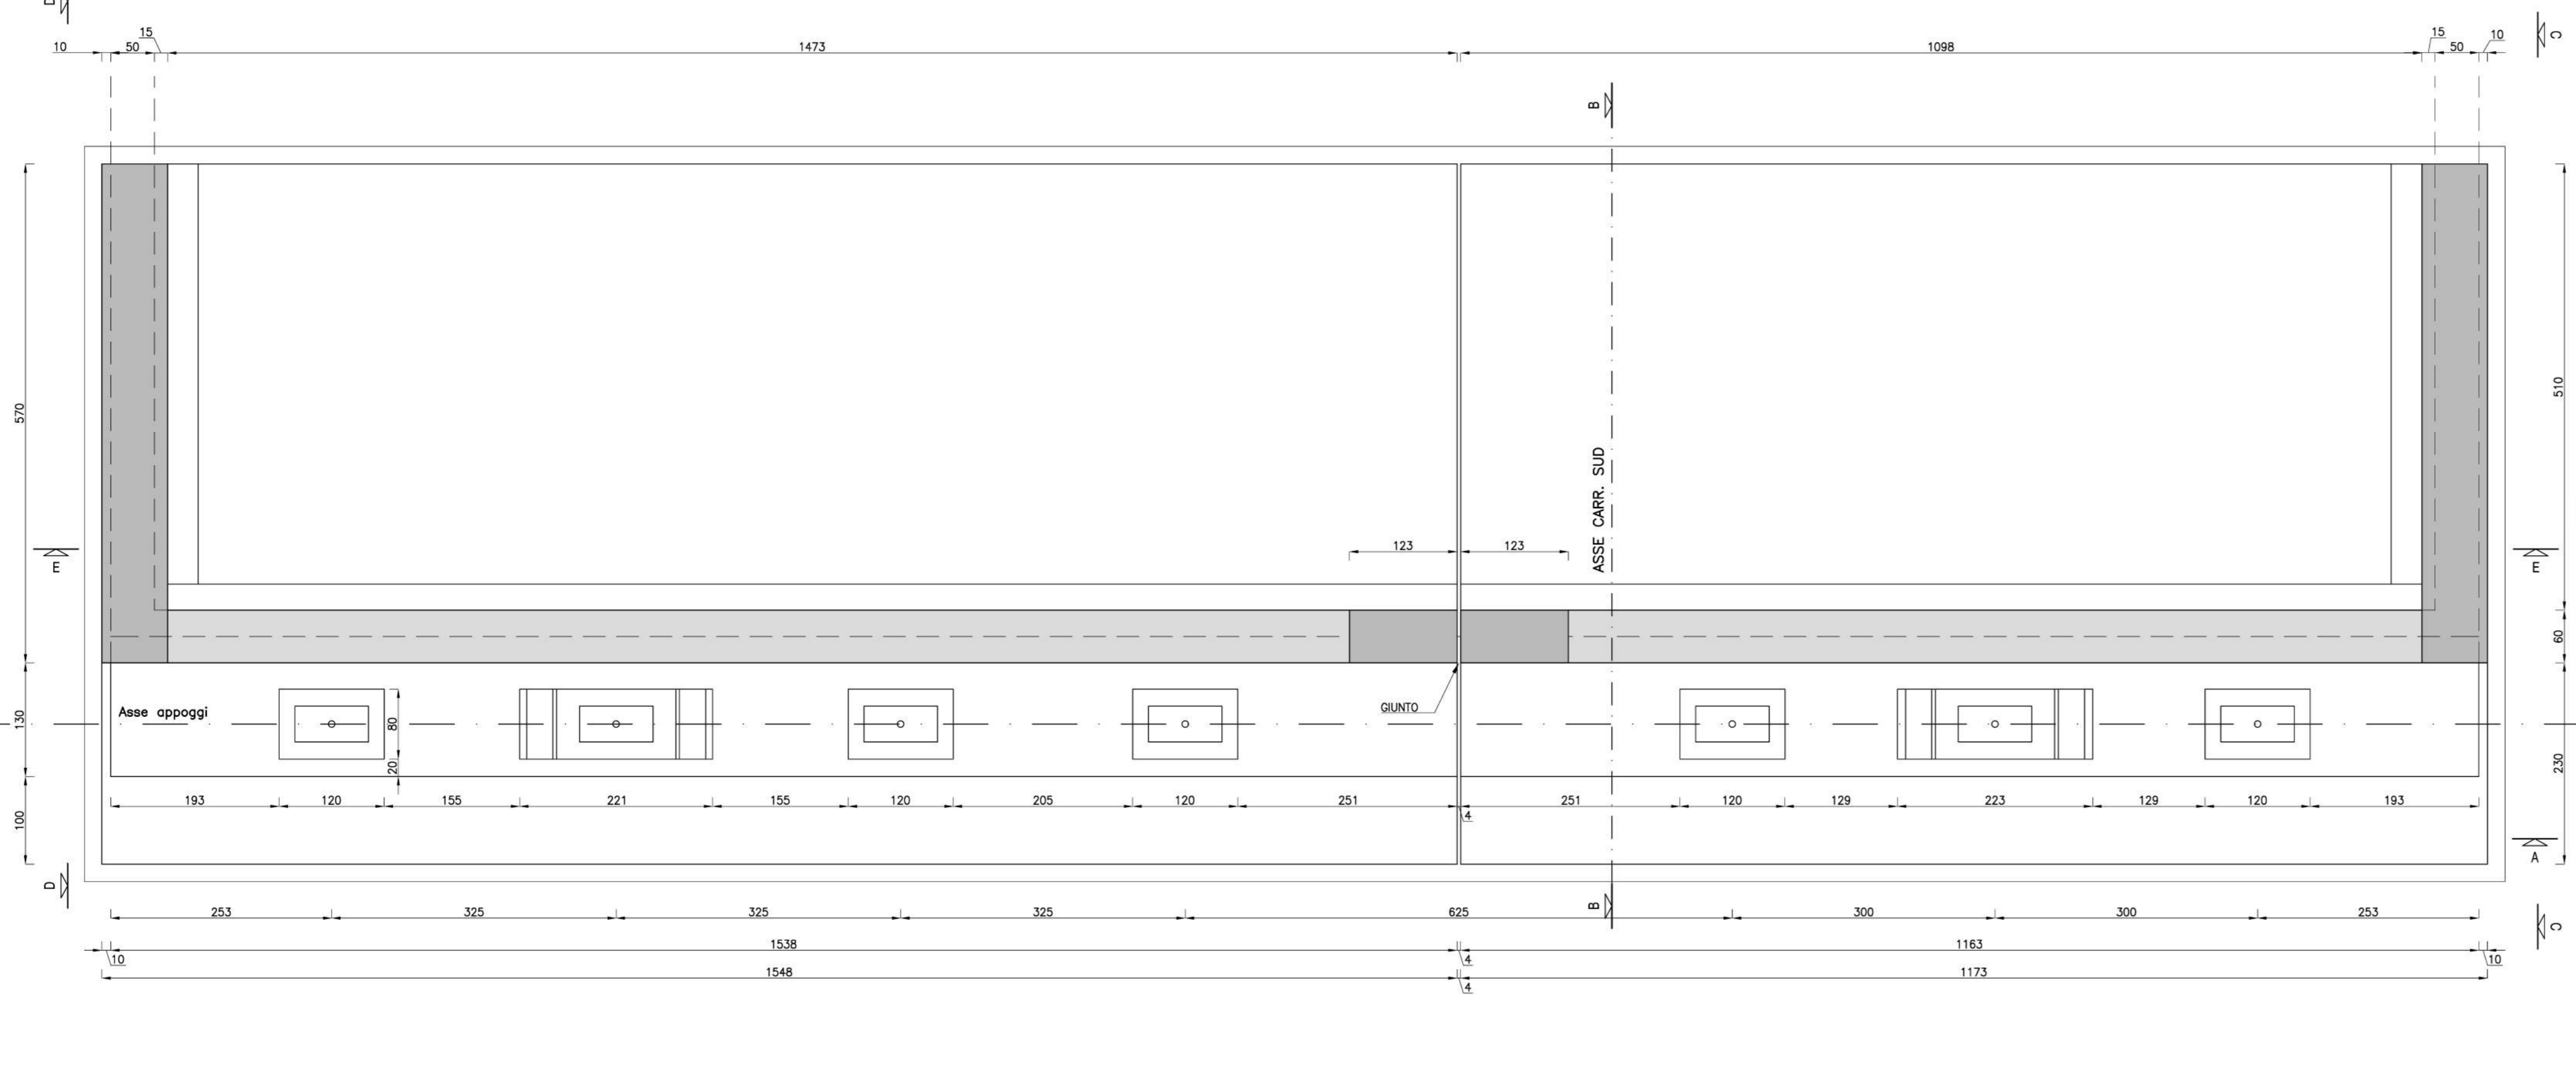 D
10 50 15 1473 1098 15 50 10
C
B
570
510
ASSE CARR. SUD
123 123
E
E
60
Asse appoggi
GIUNTO
130
80
20
230
193 120 155 221 155 120 205 120 251 4 251 120 129 223 129 120 193
100
A
D
B
C
253 325 325 325 625 300 300 253
10 1538 4 1163 10
1548 4 1173